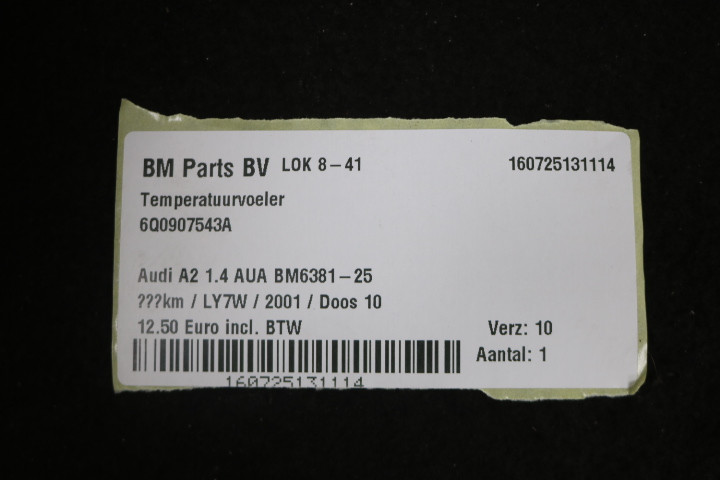 BM Parts BV LOK 8-41 160725131114
Temperatuurvoeler
6Q0907543A
Audi A2 1.4 AUA BM6381-25
???km / LY7W / 2001 / Doos 10
12.50 Euro incl. BTW Verz: 10
Aantal: 1
160725131114